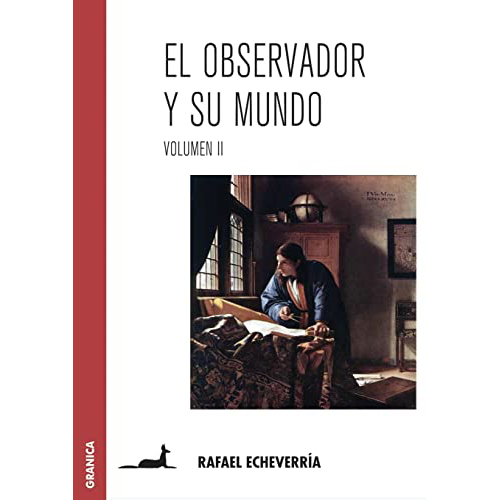 EL OBSERVADOR
Y SU MUNDO
VOLUMEN II
GRANICA
RAFAEL ECHEVERRÍA